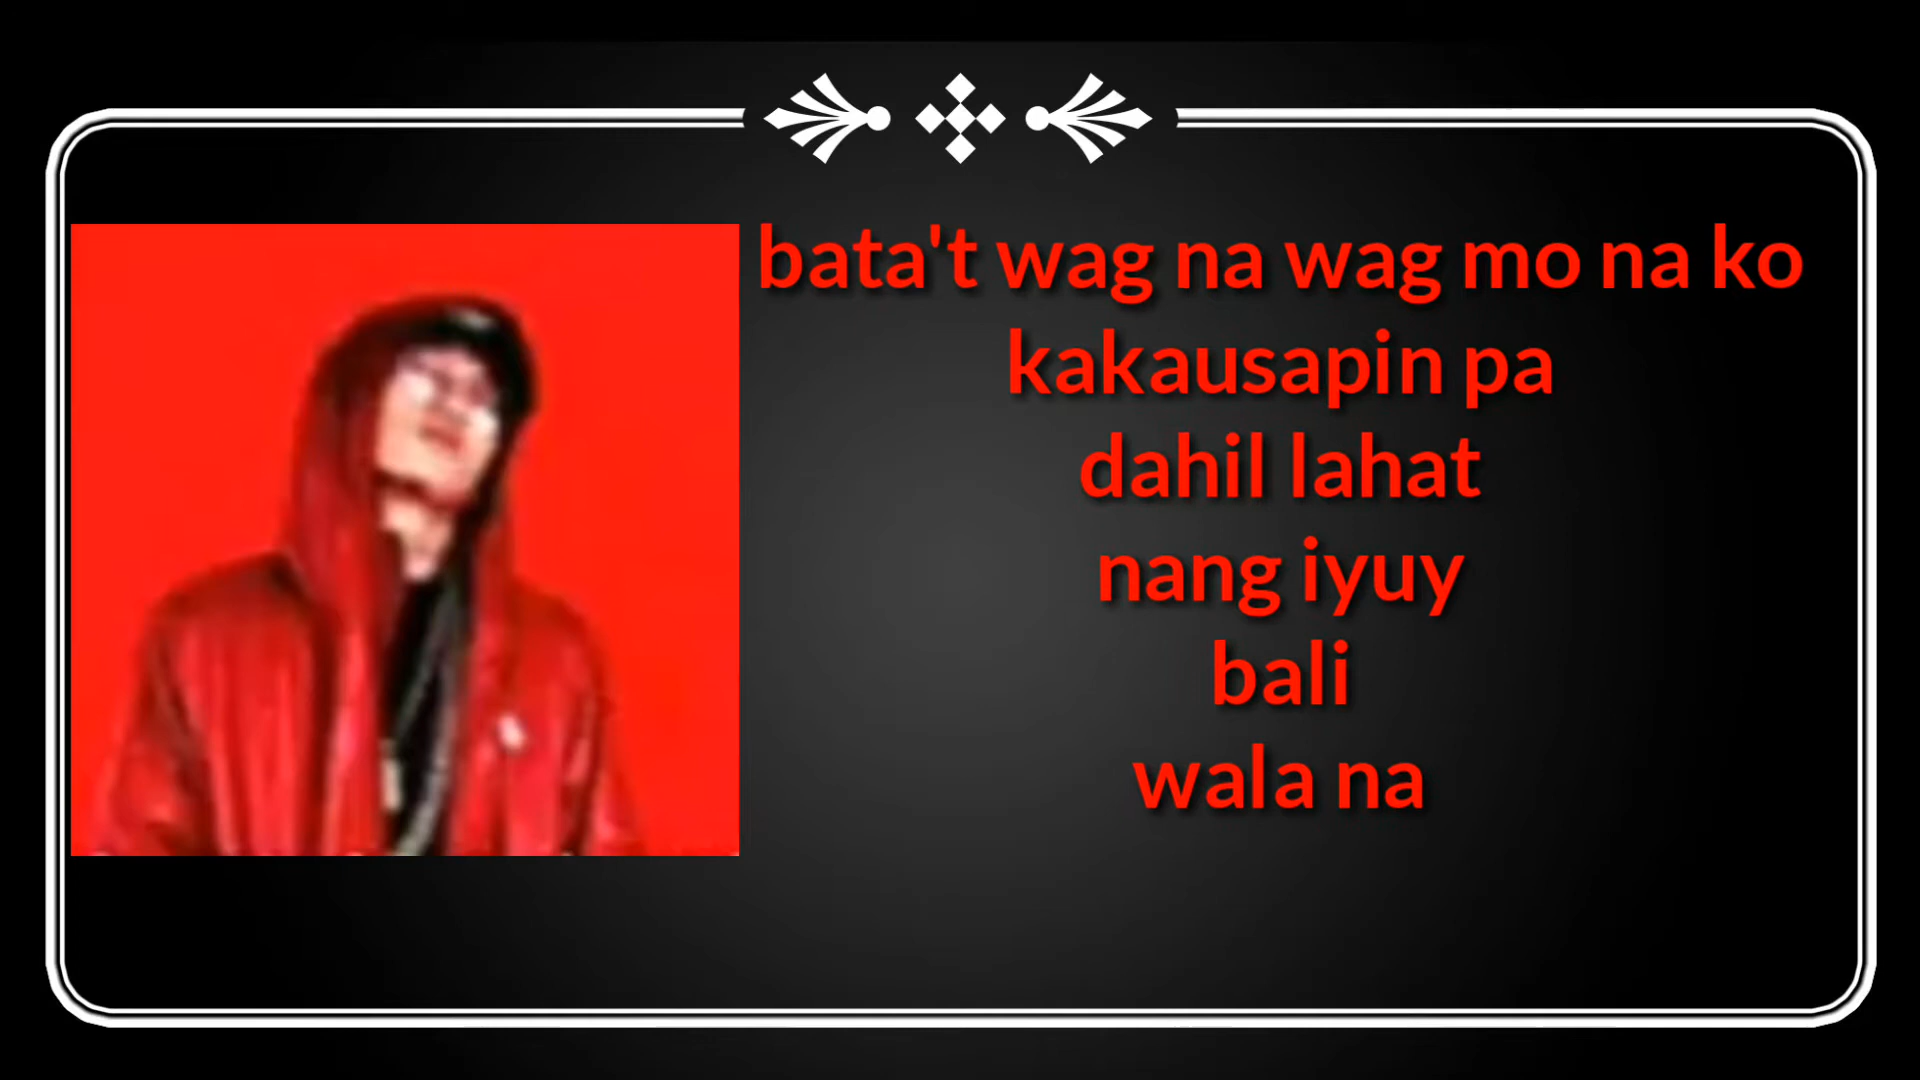 bata't wag na wag mo na ko
kakausapin pa
dahil lahat
nang iyuy
bali
wala na